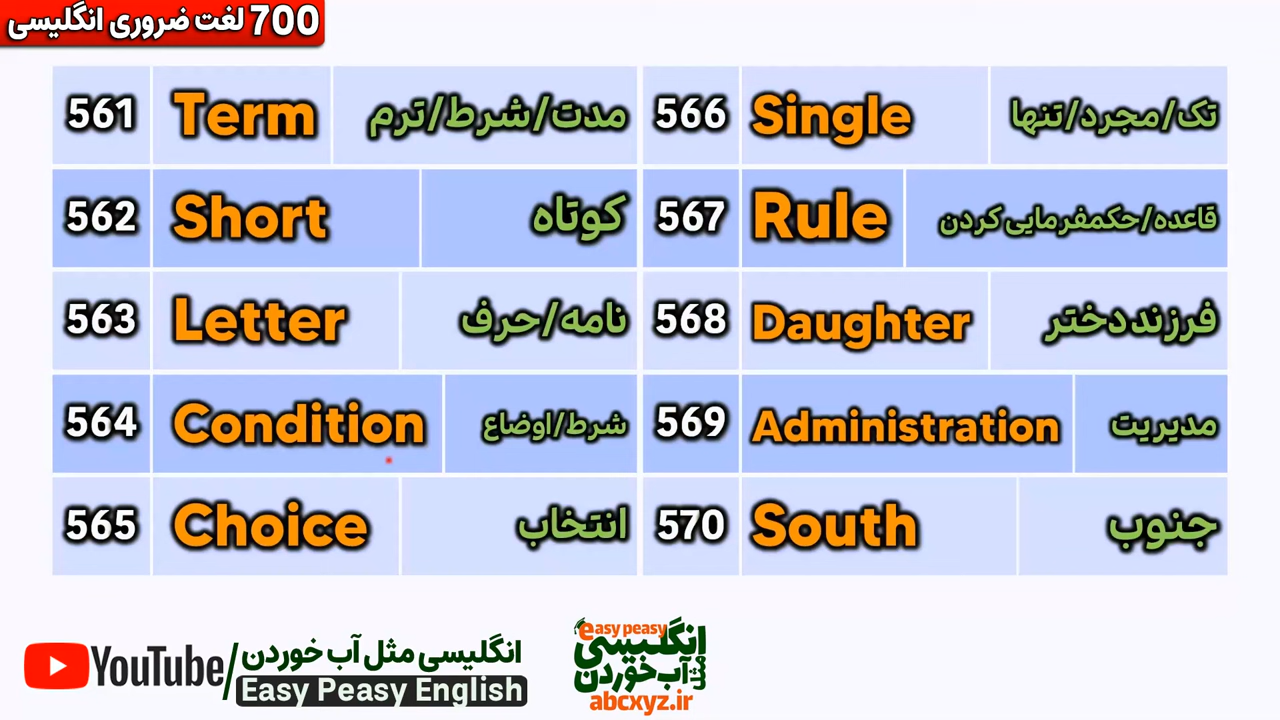 700 لغت ضروری انگلیسی
561 Term مدت/شرط/ترم
562 Short کوتاه
563 Letter نامه/حرف
564 Condition شرط/اوضاع
565 Choice انتخاب
566 Single تک/مجرد/تنها
567 Rule قاعده/حکمفرمایی کردن
568 Daughter فرزند دختر
569 Administration مدیریت
570 South جنوب
YouTube/انگلیسی مثل آب خوردن
Easy Peasy English
easy peasy
انگلیسی
مثل آب خوردن
abcxyz.ir